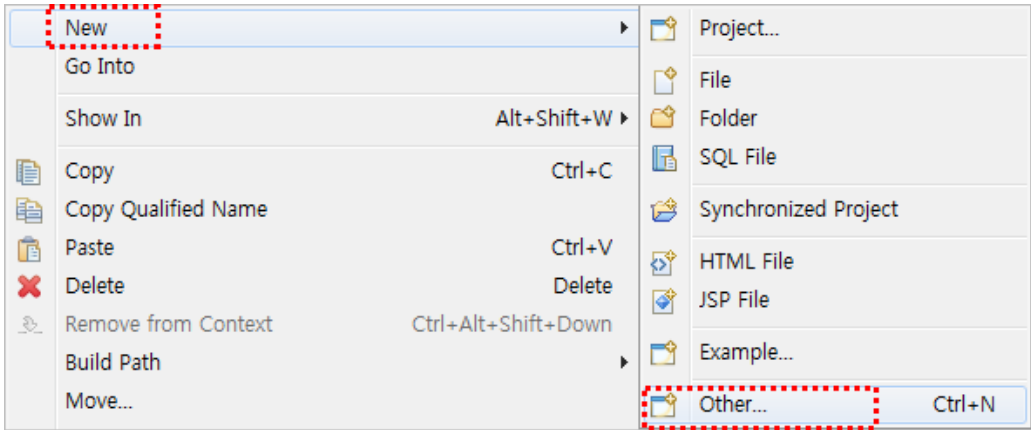 New
Go Into
Show In Alt+Shift+W
Copy Ctrl+C
Copy Qualified Name
Paste Ctrl+V
Delete Delete
Remove from Context Ctrl+Alt+Shift+Down
Build Path
Move...
Project...
File
Folder
SQL File
Synchronized Project
HTML File
JSP File
Example...
Other... Ctrl+N